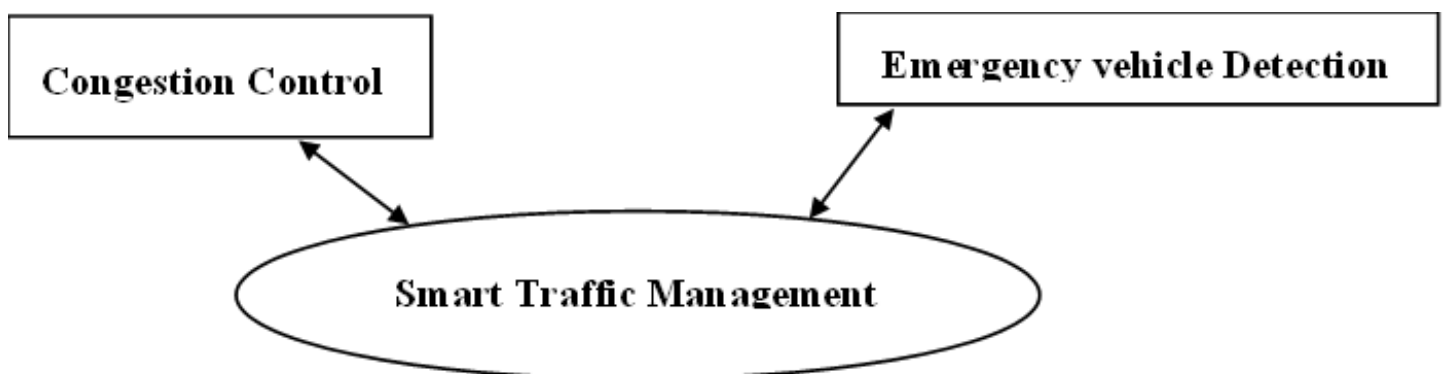 Congestion Control
Emergency vehicle Detection
Smart Traffic Management